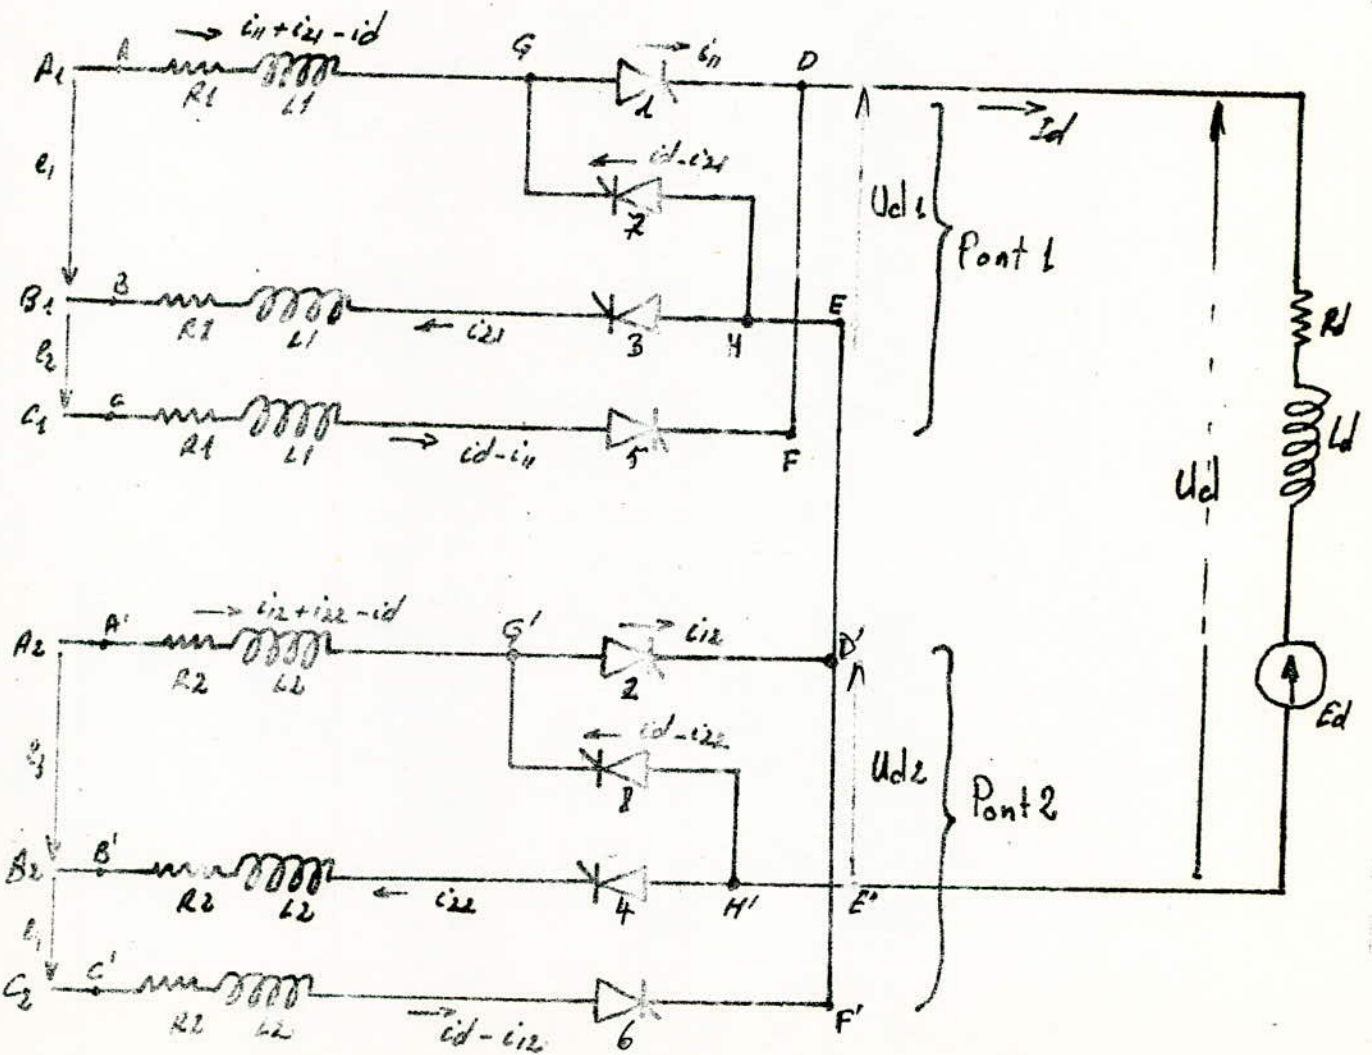 i11+i21-id
A1
A
R1
L1
G
i11
1
D
Id
e1
id-i21
7
Ud1
Pont 1
B1
B
R1
L1
i21
3
H
E
e2
C1
C
R1
L1
id-i11
5
F
Rd
Ld
Ud
i12+i22-id
A2
A'
R2
L2
G'
i12
2
D'
id-i22
8
Ud2
Pont 2
Ed
B2
B'
R2
L2
i22
4
H'
E'
C2
C'
R2
L2
id-i12
6
F'